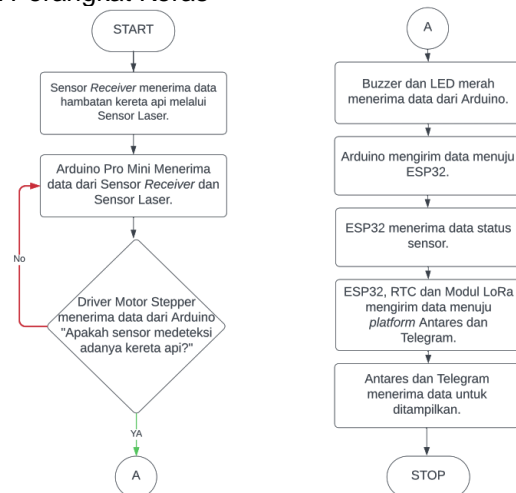 Perangkat Keras
START
Sensor Receiver menerima data
hambatan kereta api melalui
Sensor Laser.
Arduino Pro Mini Menerima
data dari Sensor Receiver dan
Sensor Laser.
No
Driver Motor Stepper
menerima data dari Arduino
"Apakah sensor medeteksi
adanya kereta api?"
YA
A
A
Buzzer dan LED merah
menerima data dari Arduino.
Arduino mengirim data menuju
ESP32.
ESP32 menerima data status
sensor.
ESP32, RTC dan Modul LoRa
mengirim data menuju
platform Antares dan
Telegram.
Antares dan Telegram
menerima data untuk
ditampilkan.
STOP